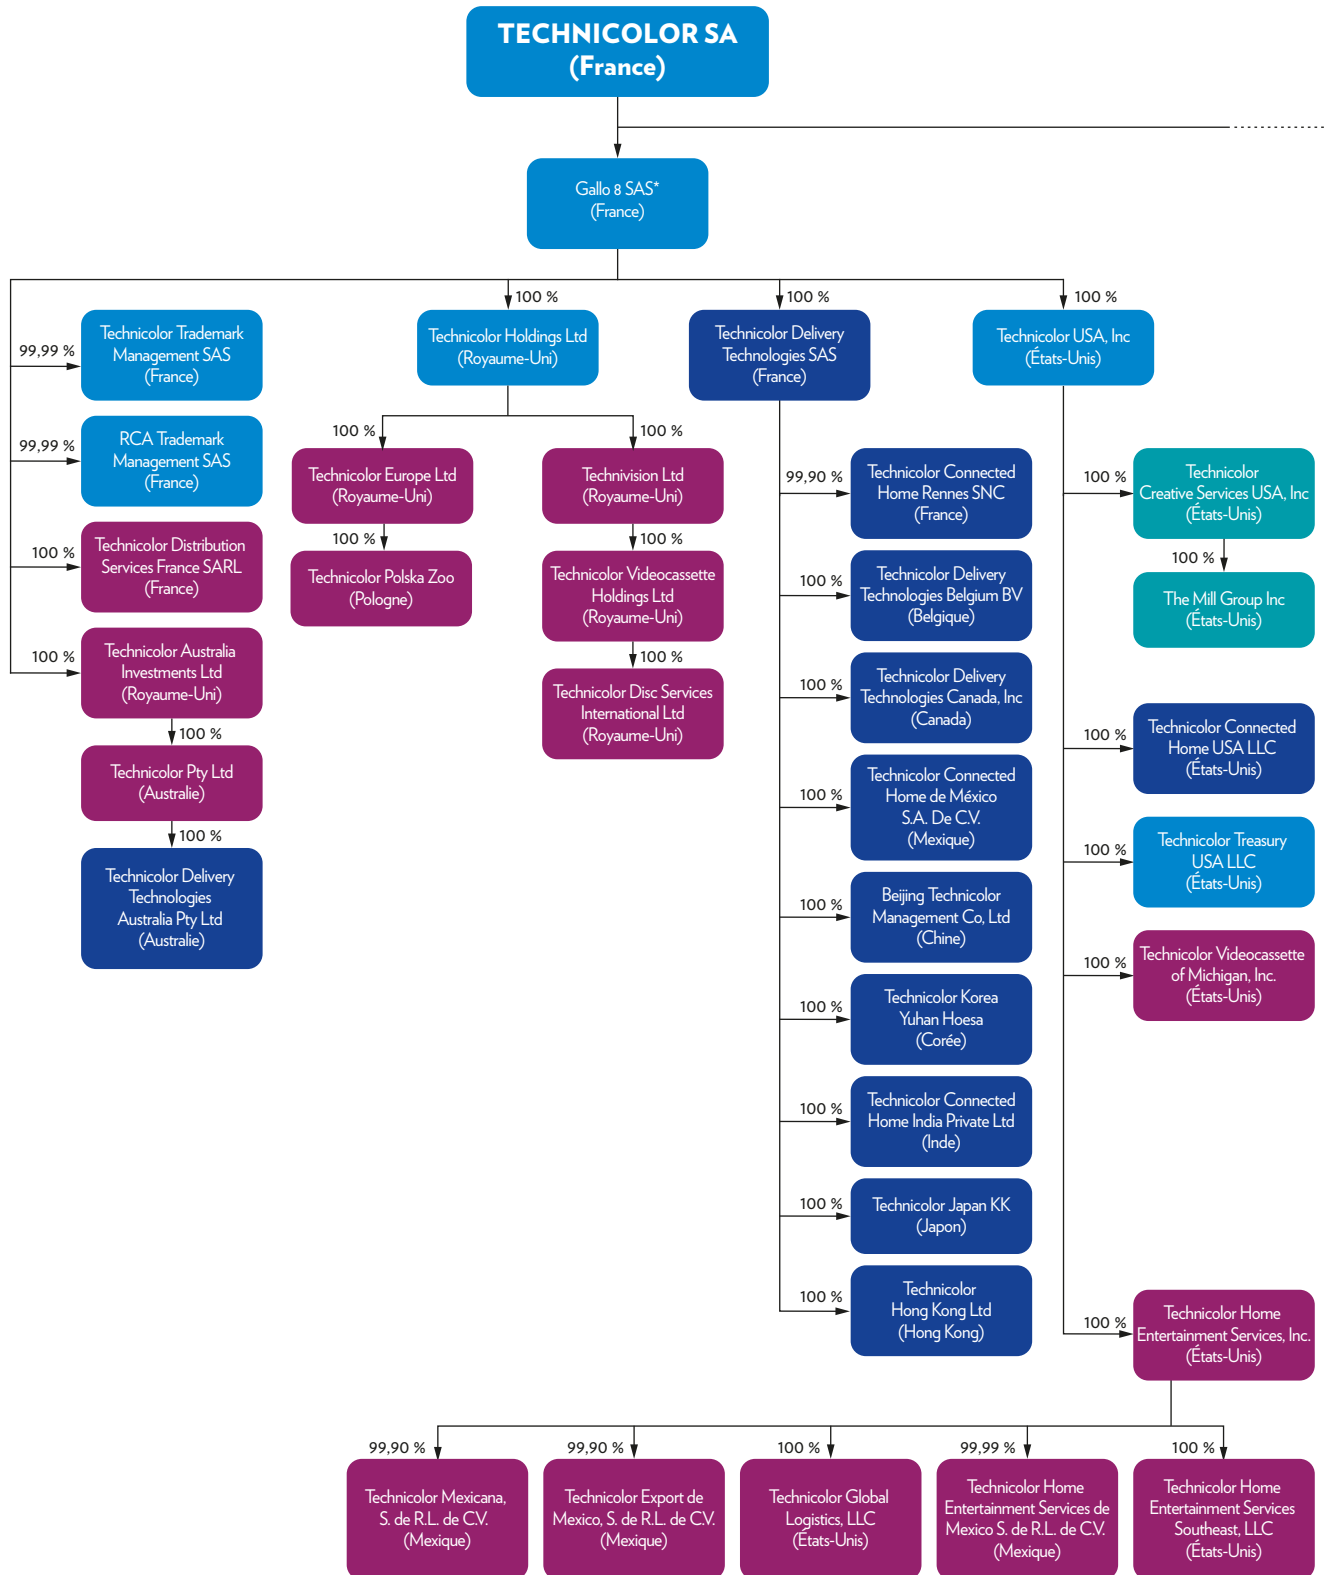 TECHNICOLOR SA
(France)
Gallo 8 SAS*
(France)
99,99 %
Technicolor Trademark
Management SAS
(France)
99,99 %
RCA Trademark
Management SAS
(France)
100 %
Technicolor Distribution
Services France SARL
(France)
100 %
Technicolor Australia
Investments Ltd
(Royaume-Uni)
100 %
Technicolor Pty Ltd
(Australie)
100 %
Technicolor Delivery
Technologies
Australia Pty Ltd
(Australie)
100 %
Technicolor Holdings Ltd
(Royaume-Uni)
100 %
Technicolor Europe Ltd
(Royaume-Uni)
100 %
Technicolor Polska Zoo
(Pologne)
100 %
Technivision Ltd
(Royaume-Uni)
100 %
Technicolor Videocassette
Holdings Ltd
(Royaume-Uni)
100 %
Technicolor Disc Services
International Ltd
(Royaume-Uni)
100 %
Technicolor Delivery
Technologies SAS
(France)
99,90 %
Technicolor Connected
Home Rennes SNC
(France)
100 %
Technicolor Delivery
Technologies Belgium BV
(Belgique)
100 %
Technicolor Delivery
Technologies Canada, Inc
(Canada)
100 %
Technicolor Connected
Home de México
S.A. De C.V.
(Mexique)
100 %
Beijing Technicolor
Management Co, Ltd
(Chine)
100 %
Technicolor Korea
Yuhan Hoesa
(Corée)
100 %
Technicolor Connected
Home India Private Ltd
(Inde)
100 %
Technicolor Japan KK
(Japon)
100 %
Technicolor
Hong Kong Ltd
(Hong Kong)
100 %
Technicolor USA, Inc
(États-Unis)
100 %
Technicolor
Creative Services USA, Inc
(États-Unis)
100 %
The Mill Group Inc
(États-Unis)
100 %
Technicolor Connected
Home USA LLC
(États-Unis)
100 %
Technicolor Treasury
USA LLC
(États-Unis)
100 %
Technicolor Videocassette
of Michigan, Inc.
(États-Unis)
100 %
Technicolor Home
Entertainment Services, Inc.
(États-Unis)
99,90 %
Technicolor Mexicana,
S. de R.L. de C.V.
(Mexique)
99,90 %
Technicolor Export de
Mexico, S. de R.L. de C.V.
(Mexique)
100 %
Technicolor Global
Logistics, LLC
(États-Unis)
99,99 %
Technicolor Home
Entertainment Services de
Mexico S. de R.L. de C.V.
(Mexique)
100 %
Technicolor Home
Entertainment Services
Southeast, LLC
(États-Unis)